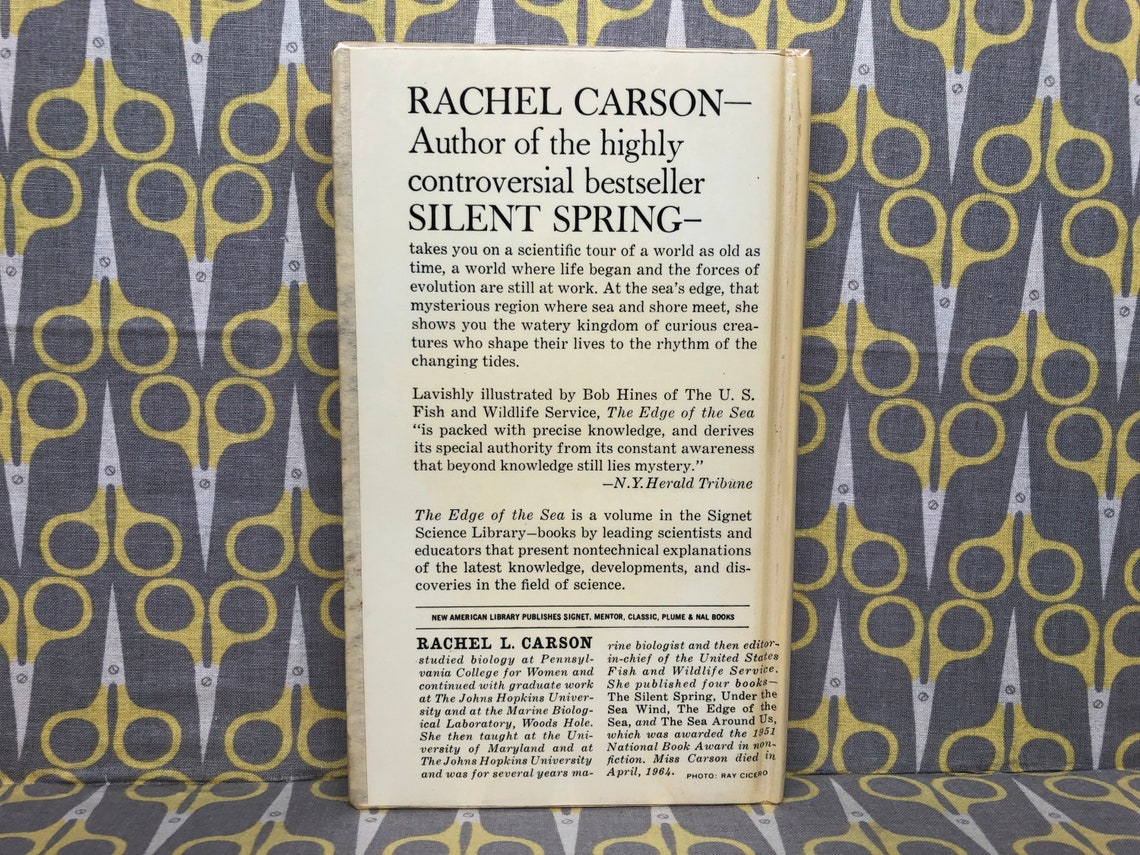 RACHEL CARSON—
Author of the highly
controversial bestseller
SILENT SPRING—
takes you on a scientific tour of a world as old as
time, a world where life began and the forces of
evolution are still at work. At the sea's edge, that
mysterious region where sea and shore meet, she
shows you the watery kingdom of curious crea-
tures who shape their lives to the rhythm of the
changing tides.
Lavishly illustrated by Bob Hines of The U. S.
Fish and Wildlife Service, The Edge of the Sea
“is packed with precise knowledge, and derives
its special authority from its constant awareness
that beyond knowledge still lies mystery.”
—N.Y. Herald Tribune
The Edge of the Sea is a volume in the Signet
Science Library—books by leading scientists and
educators that present nontechnical explanations
of the latest knowledge, developments, and dis-
coveries in the field of science.
NEW AMERICAN LIBRARY PUBLISHES SIGNET, MENTOR, CLASSIC, PLUME & NAL BOOKS
RACHEL L. CARSON
studied biology at Pennsyl-
vania College for Women and
continued with graduate work
at The Johns Hopkins Univer-
sity and at the Marine Biolog-
ical Laboratory, Woods Hole.
She then taught at the Uni-
versity of Maryland and at
The Johns Hopkins University
and was for several years ma-
rine biologist and then editor-
in-chief of the United States
Fish and Wildlife Service.
She published four books—
The Silent Spring, Under the
Sea Wind, The Edge of the
Sea, and The Sea Around Us,
which was awarded the 1951
National Book Award in non-
fiction. Miss Carson died in
April, 1964.
PHOTO: RAY CICERO